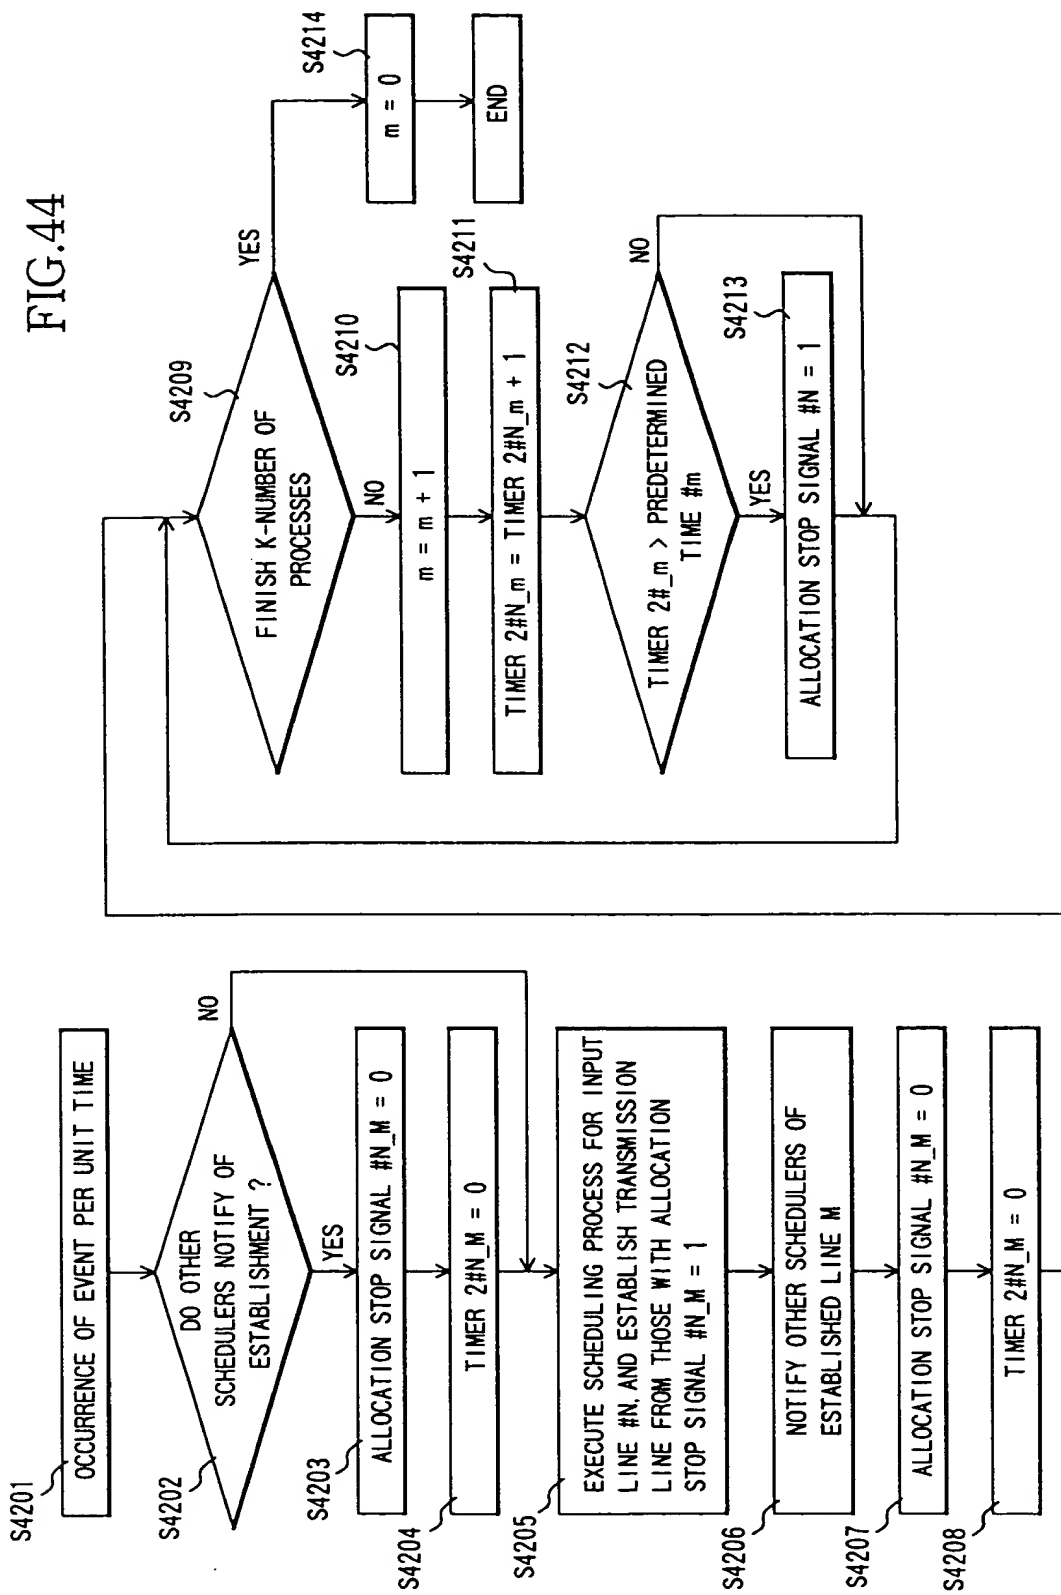 FIG.44
S4201
OCCURRENCE OF EVENT PER UNIT TIME
S4202
DO OTHER
SCHEDULERS NOTIFY OF
ESTABLISHMENT ?
NO
YES
S4203
ALLOCATION STOP SIGNAL #N_M = 0
S4204
TIMER 2#N_M = 0
S4205
EXECUTE SCHEDULING PROCESS FOR INPUT
LINE #N, AND ESTABLISH TRANSMISSION
LINE FROM THOSE WITH ALLOCATION
STOP SIGNAL #N_M = 1
S4206
NOTIFY OTHER SCHEDULERS OF
ESTABLISHED LINE M
S4207
ALLOCATION STOP SIGNAL #N_M = 0
S4208
TIMER 2#N_M = 0
S4209
FINISH K-NUMBER OF
PROCESSES
YES
NO
S4210
m = m + 1
S4211
TIMER 2#N_m = TIMER 2#N_m + 1
S4212
TIMER 2#_m > PREDETERMINED
TIME #m
NO
YES
S4213
ALLOCATION STOP SIGNAL #N = 1
S4214
m = 0
END